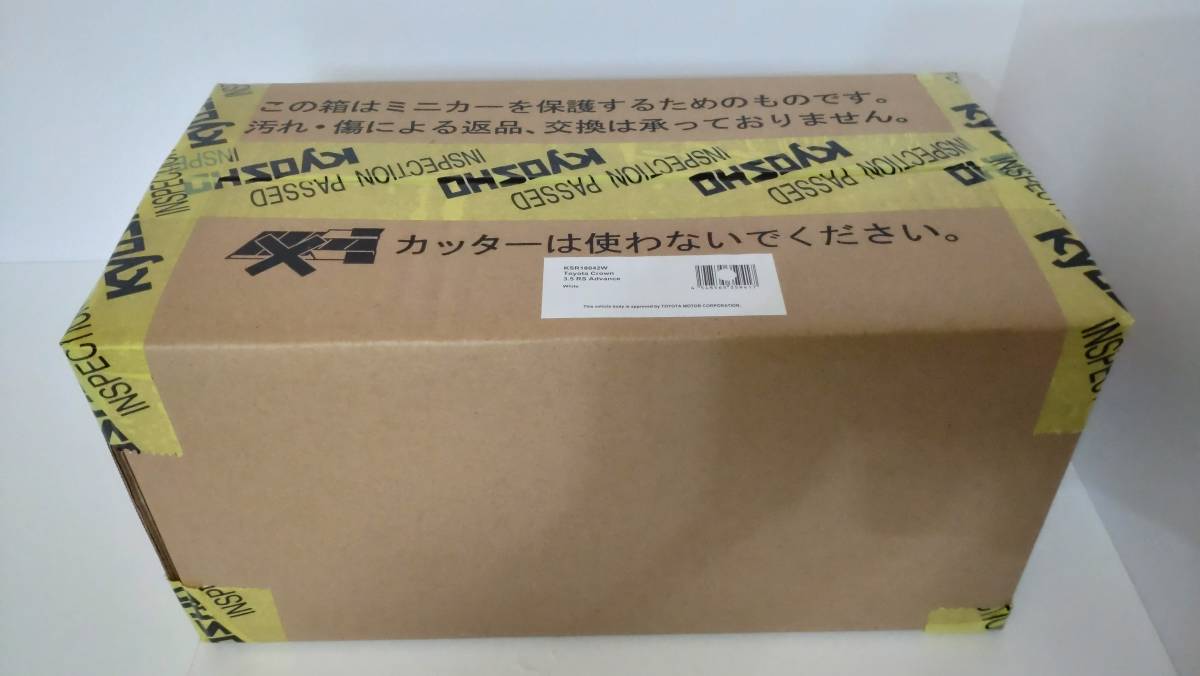 この箱はミニカーを保護するためのものです。
汚れ・傷による返品、交換は承っておりません。
KYOSHO INSPECTION PASSED KYOSHO INSPECTION PASSED KYOSHO INSPECTION PASSED KYOSHO
カッターは使わないでください。
KSR18042W
Toyota Crown
3.5 RS Advance
White
This vehicle body is approved by TOYOTA MOTOR CORPORATION.
KYOSHO
INSPECTION
INSPECTION